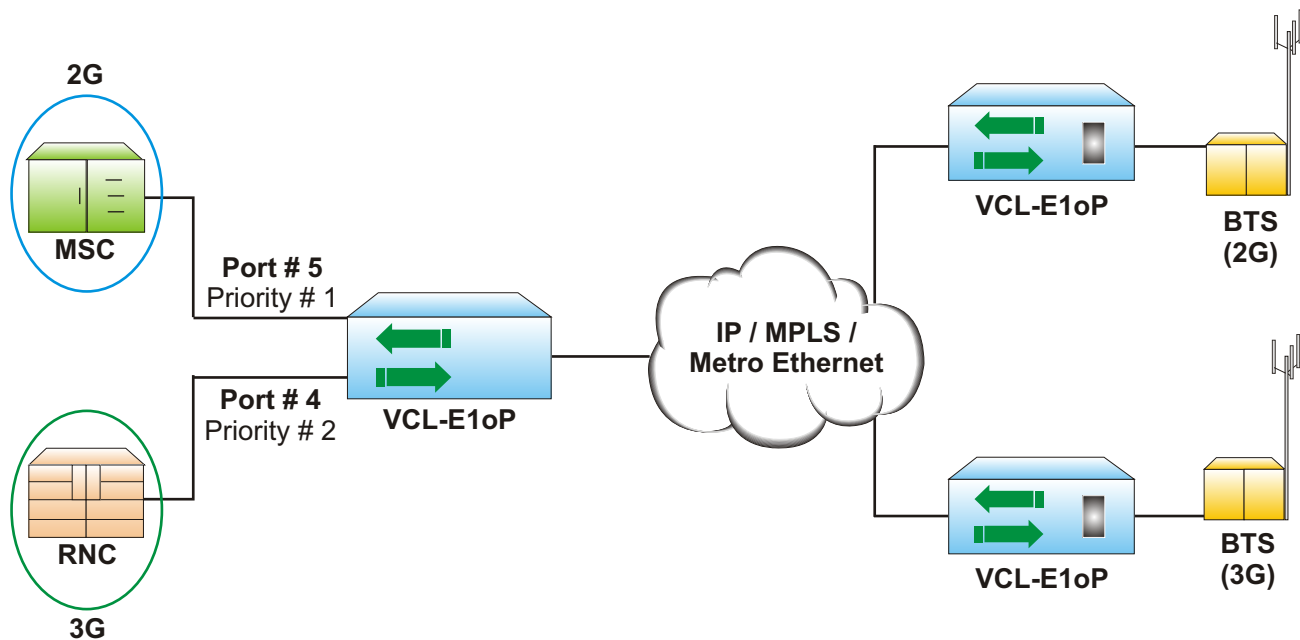 2G
MSC
Port # 5
Priority # 1
Port # 4
Priority # 2
VCL-E1oP
RNC
3G
IP / MPLS /
Metro Ethernet
VCL-E1oP
BTS
(2G)
VCL-E1oP
BTS
(3G)